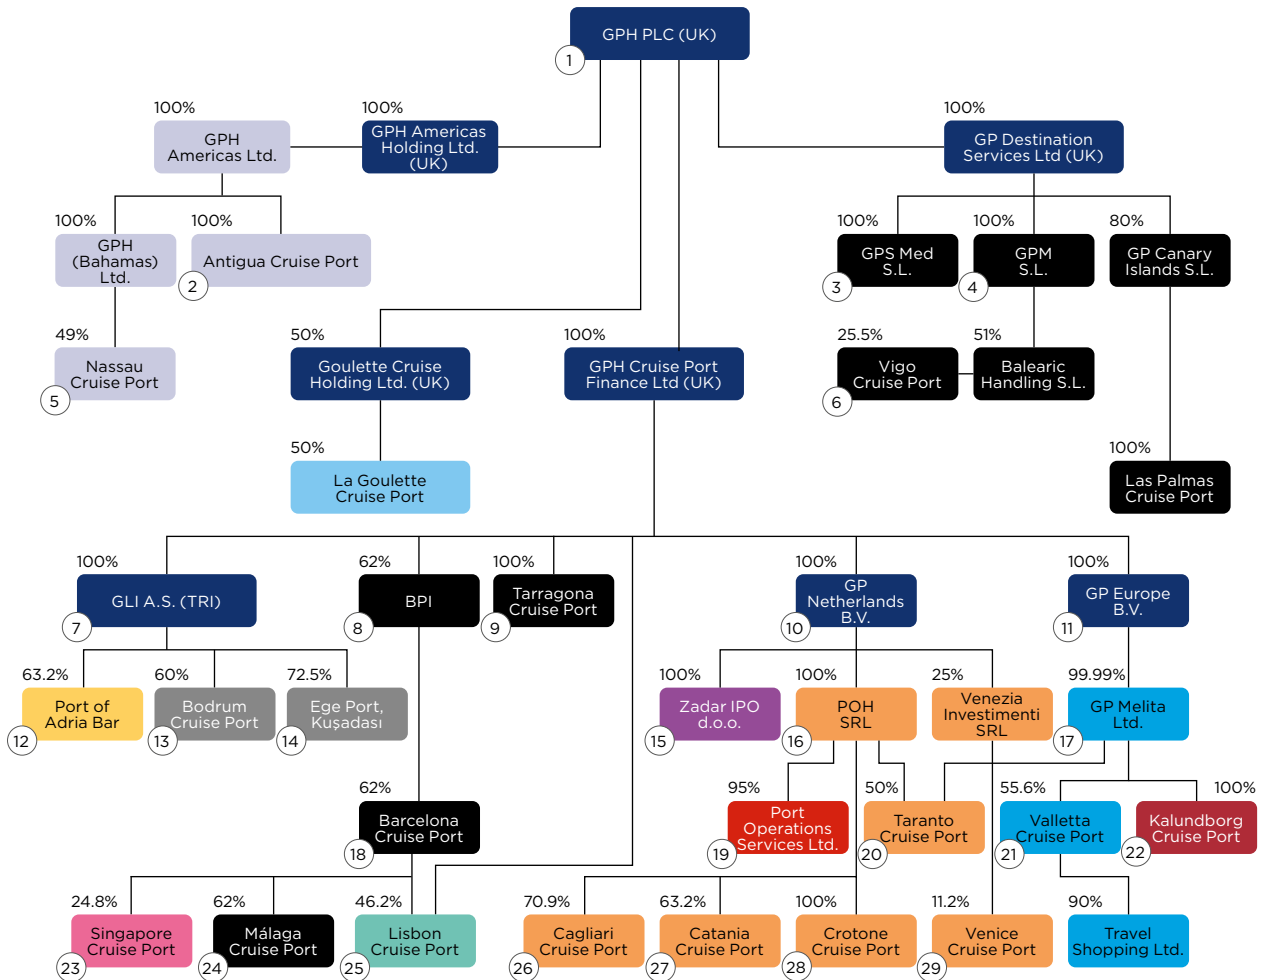 GPH PLC (UK)
1
100%
GPH
Americas Ltd.
100%
GPH Americas
Holding Ltd.
(UK)
100%
GP Destination
Services Ltd (UK)
100%
GPH
(Bahamas)
Ltd.
100%
Antigua Cruise Port
2
100%
GPS Med
S.L.
3
100%
GPM
S.L.
4
80%
GP Canary
Islands S.L.
49%
Nassau
Cruise Port
5
50%
Goulette Cruise
Holding Ltd. (UK)
100%
GPH Cruise Port
Finance Ltd (UK)
25.5%
Vigo
Cruise Port
6
51%
Balearic
Handling S.L.
50%
La Goulette
Cruise Port
100%
Las Palmas
Cruise Port
100%
GLI A.S. (TRI)
7
62%
BPI
8
100%
Tarragona
Cruise Port
9
100%
GP
Netherlands
B.V.
10
100%
GP Europe
B.V.
11
63.2%
Port of
Adria Bar
12
60%
Bodrum
Cruise Port
13
72.5%
Ege Port,
Kuşadası
14
100%
Zadar IPO
d.o.o.
15
100%
POH
SRL
16
25%
Venezia
Investimenti
SRL
99.99%
GP Melita
Ltd.
17
62%
Barcelona
Cruise Port
18
95%
Port
Operations
Services Ltd.
19
50%
Taranto
Cruise Port
20
55.6%
Valletta
Cruise Port
21
100%
Kalundborg
Cruise Port
22
24.8%
Singapore
Cruise Port
23
62%
Málaga
Cruise Port
24
46.2%
Lisbon
Cruise Port
25
70.9%
Cagliari
Cruise Port
26
63.2%
Catania
Cruise Port
27
100%
Crotone
Cruise Port
28
11.2%
Venice
Cruise Port
29
90%
Travel
Shopping Ltd.